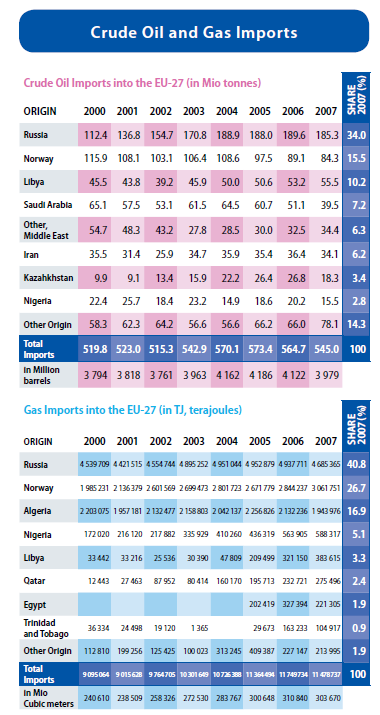 Crude Oil and Gas Imports
Crude Oil Imports into the EU-27 (in Mio tonnes)
ORIGIN 2000 2001 2002 2003 2004 2005 2006 2007 SHARE 2007 (%)
Russia 112.4 136.8 154.7 170.8 188.9 188.0 189.6 185.3 34.0
Norway 115.9 108.1 103.1 106.4 108.6 97.5 89.1 84.3 15.5
Libya 45.5 43.8 39.2 45.9 50.0 50.6 53.2 55.5 10.2
Saudi Arabia 65.1 57.5 53.1 61.5 64.5 60.7 51.1 39.5 7.2
Other, Middle East 54.7 48.3 43.2 27.8 28.5 30.0 32.5 34.4 6.3
Iran 35.5 31.4 25.9 34.7 35.9 35.4 36.4 34.1 6.2
Kazahkhstan 9.9 9.1 13.4 15.9 22.2 26.4 26.8 18.3 3.4
Nigeria 22.4 25.7 18.4 23.2 14.9 18.6 20.2 15.5 2.8
Other Origin 58.3 62.3 64.2 56.6 56.6 66.2 66.0 78.1 14.3
Total Imports 519.8 523.0 515.3 542.9 570.1 573.4 564.7 545.0 100
in Million barrels 3 794 3 818 3 761 3 963 4 162 4 186 4 122 3 979
Gas Imports into the EU-27 (in TJ, terajoules)
ORIGIN 2000 2001 2002 2003 2004 2005 2006 2007 SHARE 2007 (%)
Russia 4 539 709 4 421 515 4 554 744 4 895 252 4 951 044 4 952 879 4 937 711 4 685 365 40.8
Norway 1 985 231 2 136 379 2 601 569 2 699 473 2 801 723 2 671 779 2 844 237 3 061 751 26.7
Algeria 2 203 075 1 957 181 2 132 477 2 158 803 2 042 137 2 256 826 2 132 236 1 943 976 16.9
Nigeria 172 020 216 120 217 882 335 929 410 260 436 319 563 905 588 317 5.1
Libya 33 442 33 216 25 536 30 390 47 809 209 499 321 150 383 615 3.3
Qatar 12 443 27 463 87 952 80 414 160 170 195 713 232 721 275 496 2.4
Egypt 202 419 327 394 221 305 1.9
Trinidad and Tobago 36 334 24 498 19 120 1 365 29 673 163 233 104 917 0.9
Other Origin 112 810 199 256 125 425 100 023 313 245 409 387 227 147 213 995 1.9
Total Imports 9 095 064 9 015 628 9 764 705 10 301 649 10 726 388 11 364 494 11 749 734 11 478 737 100
in Mio Cubic meters 240 610 238 509 258 326 272 530 283 767 300 648 310 840 303 670